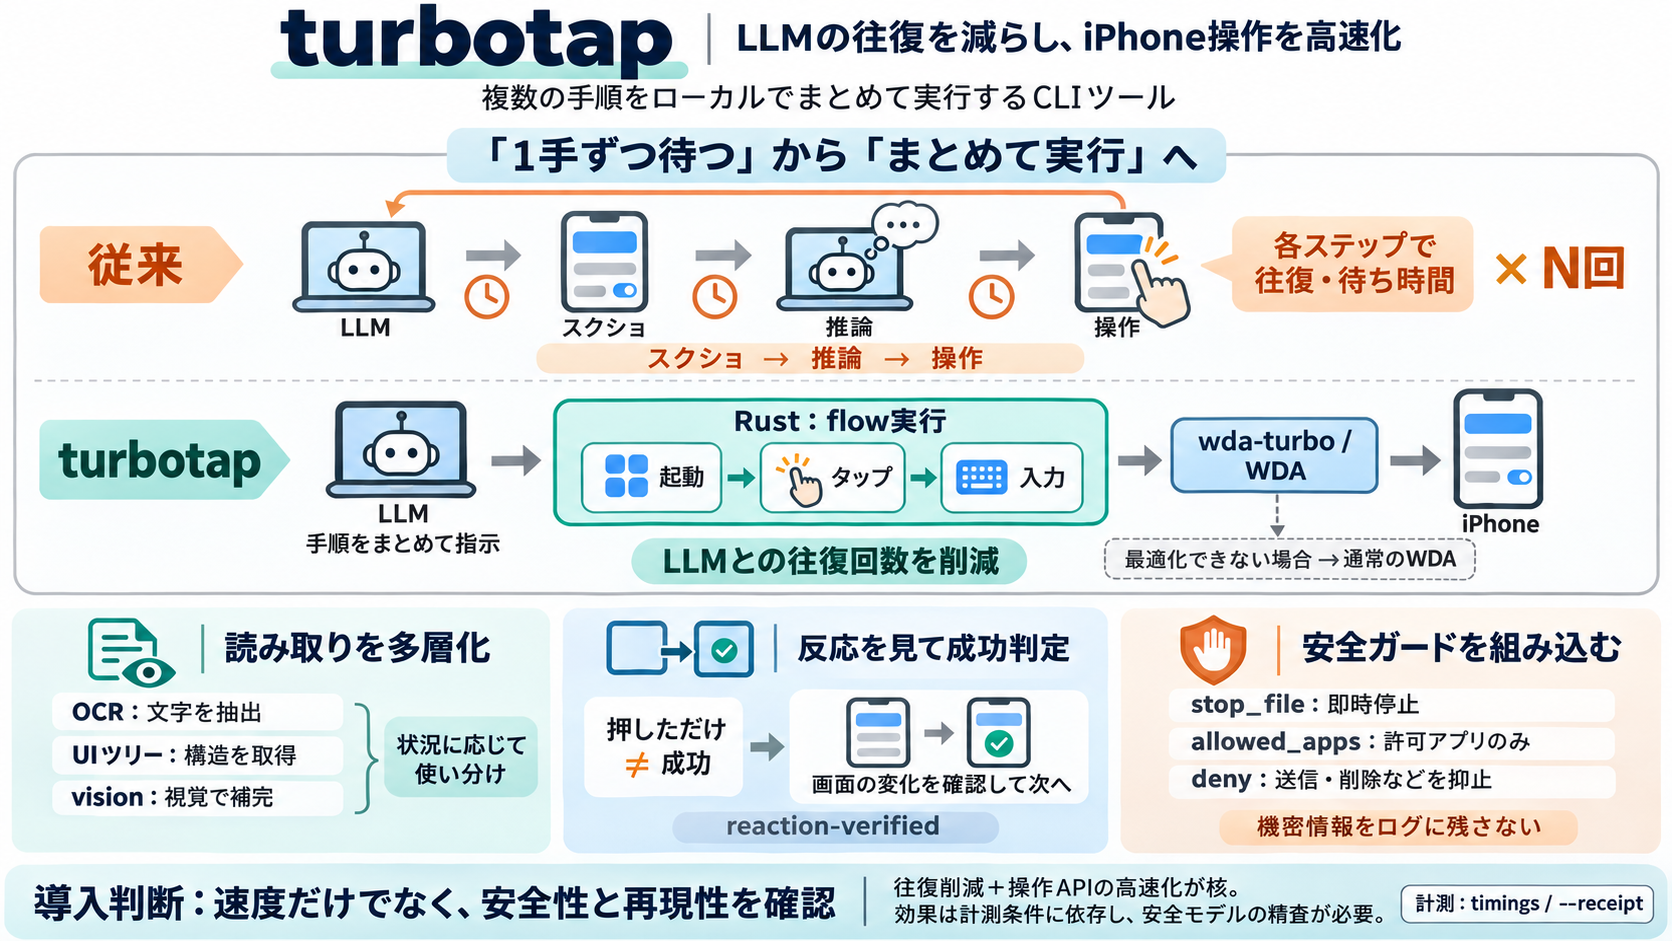 turbotap
LLMの往復を減らし、iPhone操作を高速化
複数の手順をローカルでまとめて実行するCLIツール
「1手ずつ待つ」から「まとめて実行」へ
従来
LLM
スクショ
推論
操作
各ステップで
往復・待ち時間
× N回
スクショ → 推論 → 操作
turbotap
LLM
手順をまとめて指示
Rust：flow実行
起動
タップ
入力
LLMとの往復回数を削減
wda-turbo /
WDA
iPhone
最適化できない場合→通常のWDA
読み取りを多層化
OCR：文字を抽出
UIツリー：構造を取得
vision：視覚で補完
状況に応じて
使い分け
反応を見て成功判定
押しただけ
≠ 成功
画面の変化を確認して次へ
reaction-verified
安全ガードを組み込む
stop_file：即時停止
allowed_apps：許可アプリのみ
deny：送信・削除などを抑止
機密情報をログに残さない
導入判断：速度だけでなく、安全性と再現性を確認
往復削減＋操作APIの高速化が核。
効果は計測条件に依存し、安全モデルの精査が必要。
計測：timings / --receipt